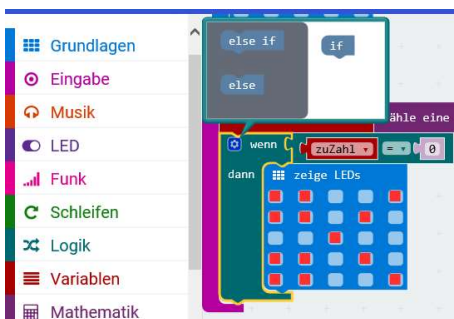 Grundlagen
Eingabe
Musik
LED
Funk
Schleifen
Logik
Variablen
Mathematik
else if
if
else
ähle eine
wenn zuZahl = 0
dann zeige LEDs